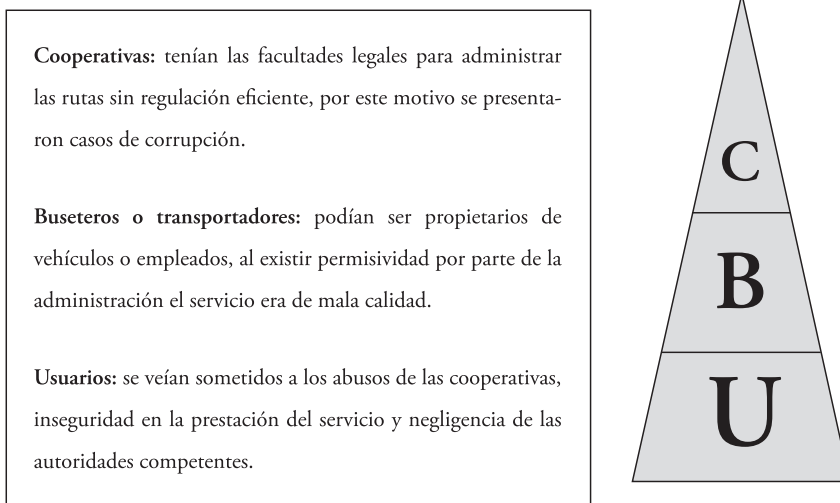 Cooperativas: tenían las facultades legales para administrar
las rutas sin regulación eficiente, por este motivo se presenta-
ron casos de corrupción.
Buseteros o transportadores: podían ser propietarios de
vehículos o empleados, al existir permisividad por parte de la
administración el servicio era de mala calidad.
Usuarios: se veían sometidos a los abusos de las cooperativas,
inseguridad en la prestación del servicio y negligencia de las
autoridades competentes.
C
B
U